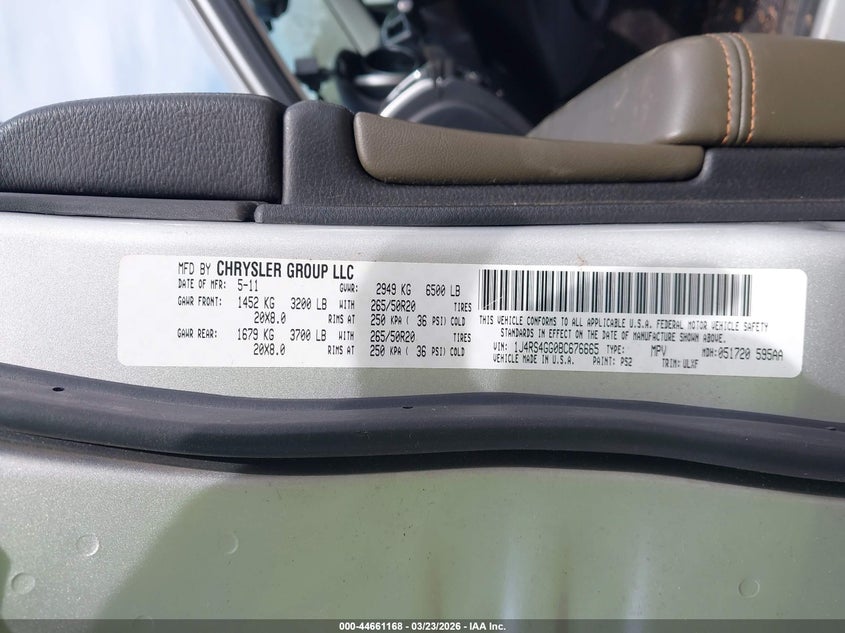 MFD BY CHRYSLER GROUP LLC
DATE OF MFR: 5-11 GVWR: 2949 KG 6500 LB
GAWR FRONT: 1452 KG 3200 LB WITH 265/50R20 TIRES
20X8.0 RIMS AT 250 KPA ( 36 PSI) COLD
GAWR REAR: 1679 KG 3700 LB WITH 265/50R20 TIRES
20X8.0 RIMS AT 250 KPA ( 36 PSI) COLD
THIS VEHICLE CONFORMS TO ALL APPLICABLE U.S.A. FEDERAL MOTOR VEHICLE SAFETY
STANDARDS IN EFFECT ON THE DATE OF MANUFACTURE SHOWN ABOVE.
VIN: 1J4RS4GG0BC676665 TYPE: MPV MDH: 051720 595AA
VEHICLE MADE IN U.S.A. PAINT: PS2 TRIM: ULXF
000-44661168 - 03/23/2026 - IAA Inc.